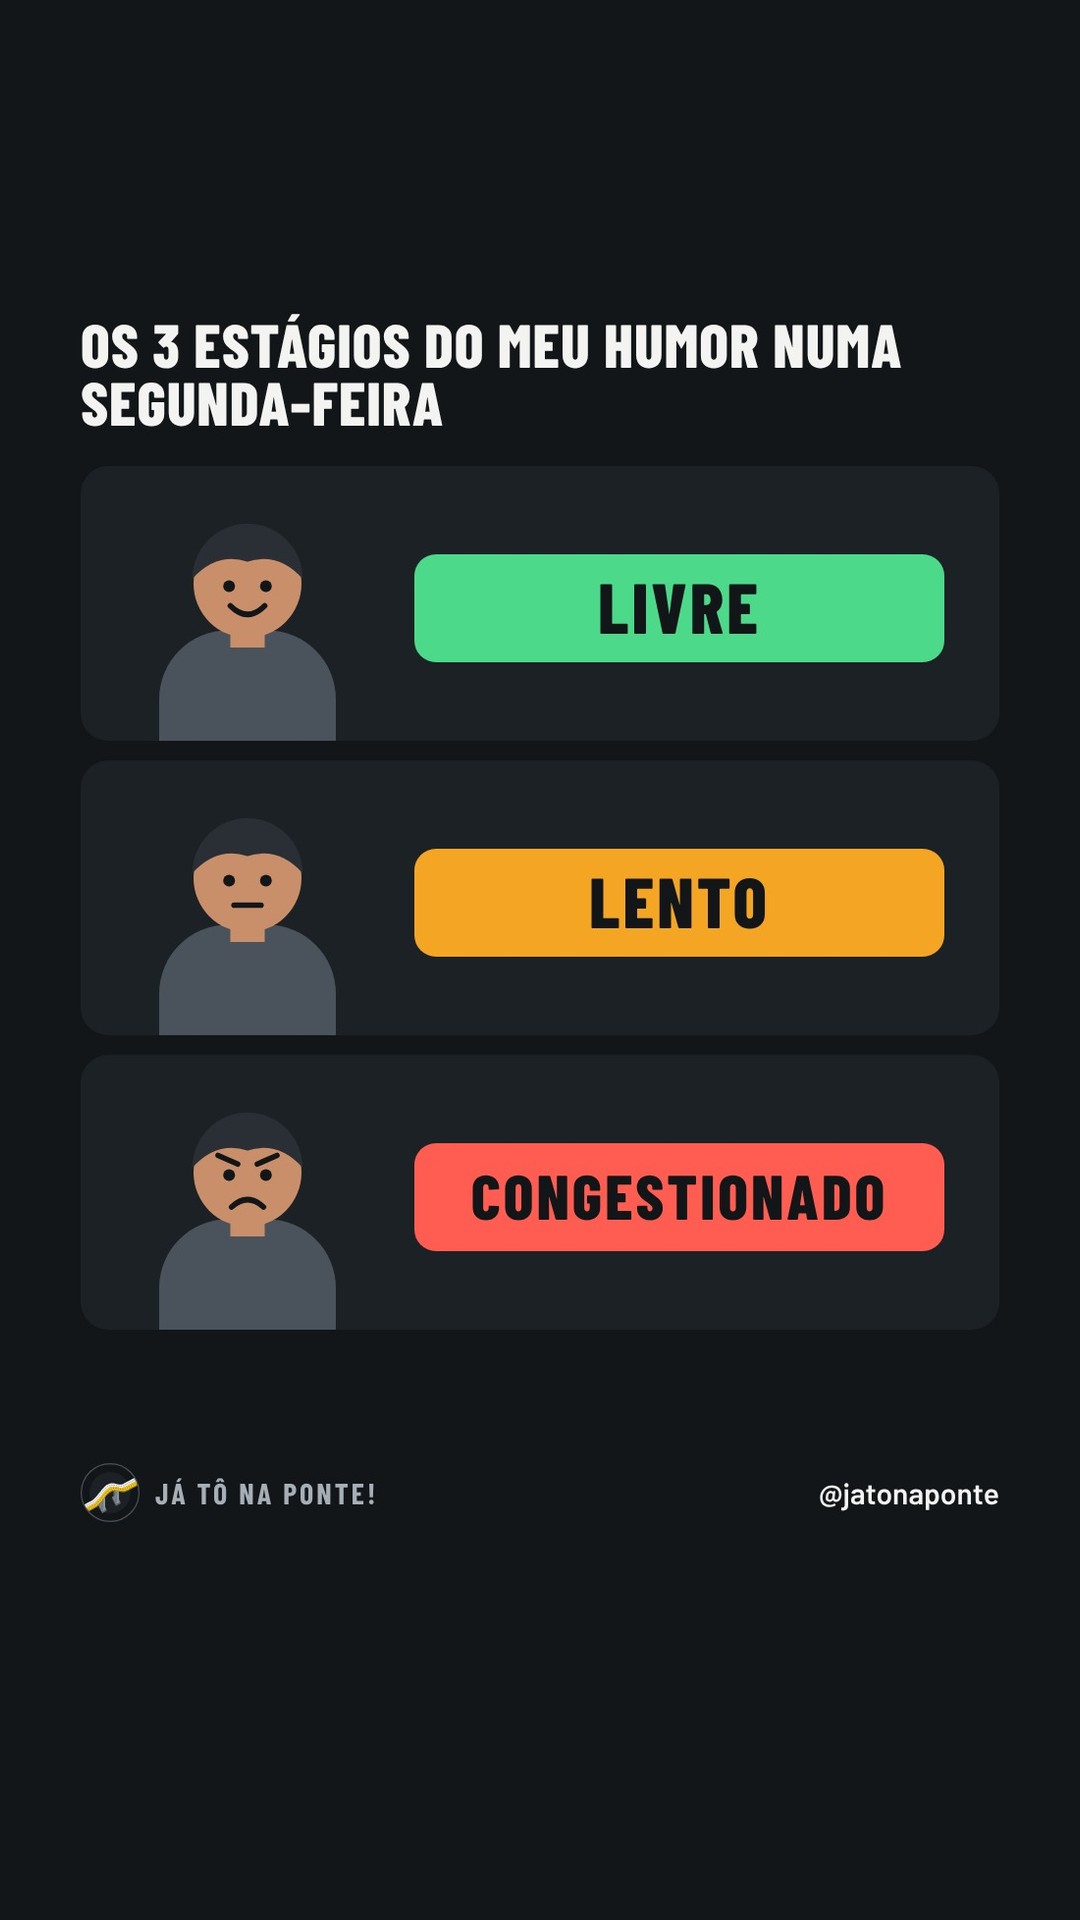 OS 3 ESTÁGIOS DO MEU HUMOR NUMA
SEGUNDA-FEIRA
LIVRE
LENTO
CONGESTIONADO
JÁ TÔ NA PONTE!
@jatonaponte